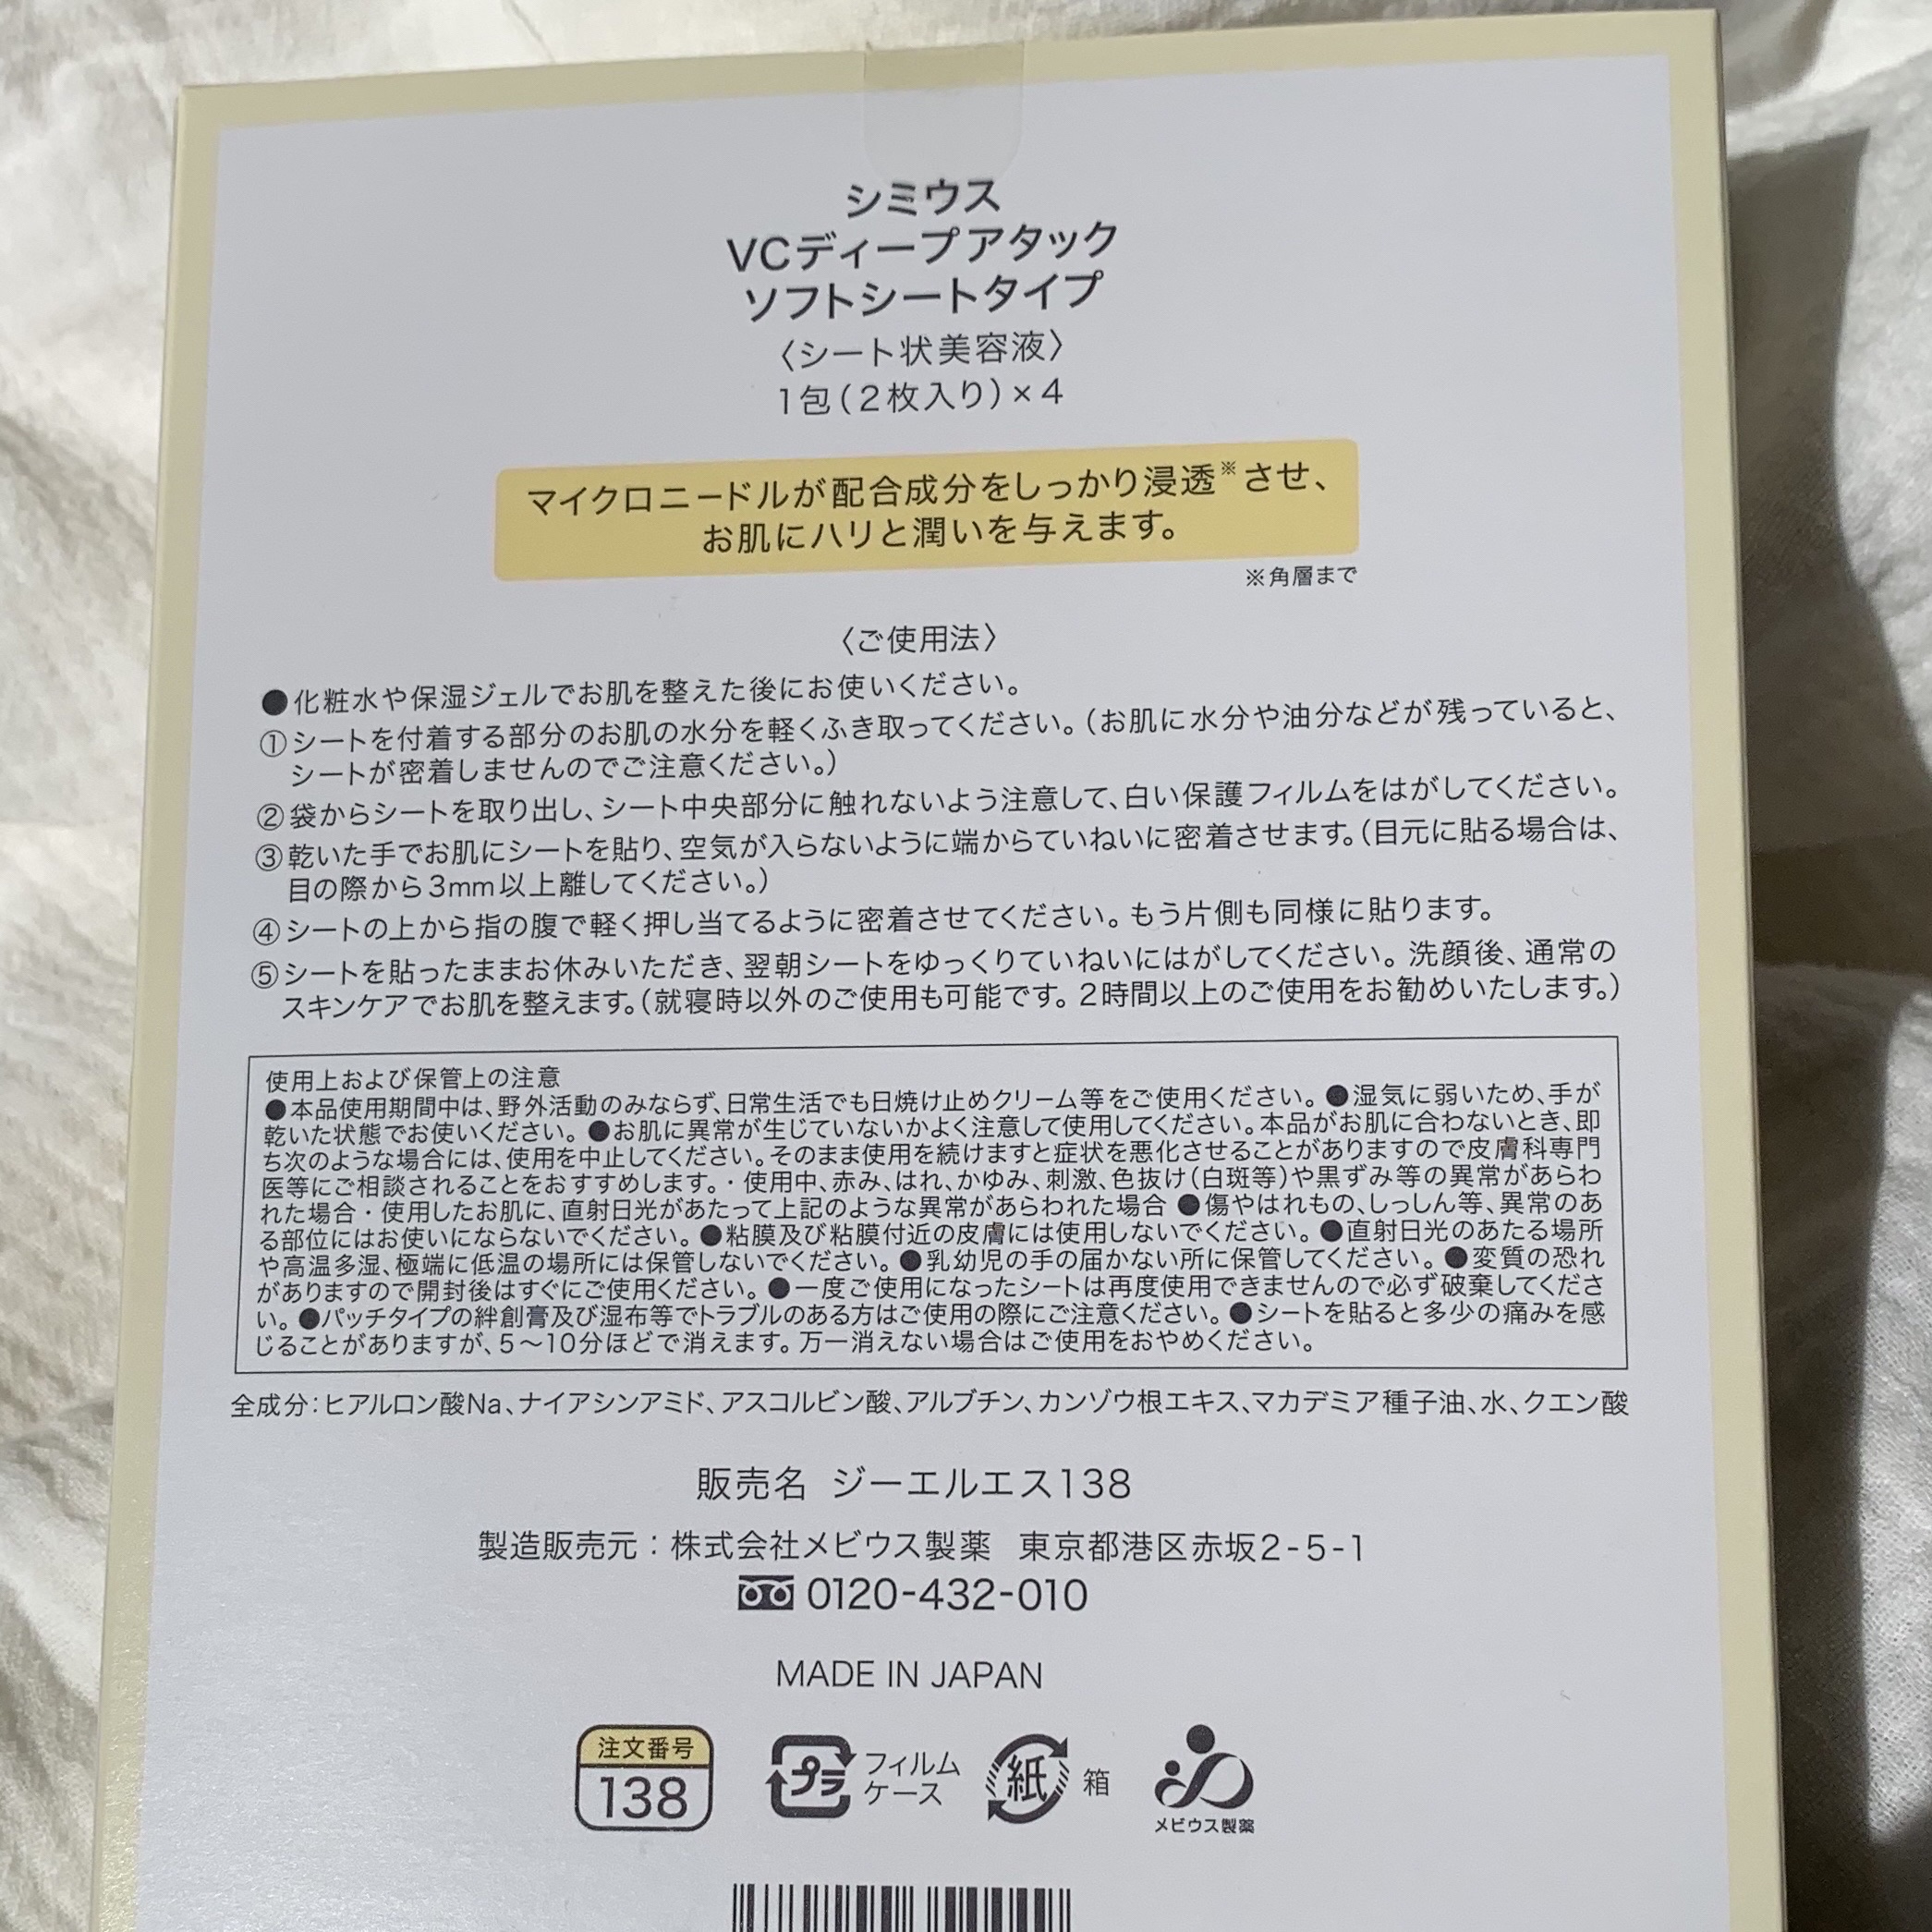 シミウス
VCディープアタック
ソフトシートタイプ
〈シート状美容液〉
1包(2枚入り)×4
マイクロニードルが配合成分をしっかり浸透※させ、
お肌にハリと潤いを与えます。
※角層まで
〈ご使用法〉
●化粧水や保湿ジェルでお肌を整えた後にお使いください。
①シートを付着する部分のお肌の水分を軽くふき取ってください。(お肌に水分や油分などが残っていると、
シートが密着しませんのでご注意ください。)
②袋からシートを取り出し、シート中央部分に触れないよう注意して、白い保護フィルムをはがしてください。
③乾いた手でお肌にシートを貼り、空気が入らないように端からていねいに密着させます。(目元に貼る場合は、
目の際から3mm以上離してください。)
④シートの上から指の腹で軽く押し当てるように密着させてください。もう片側も同様に貼ります。
⑤シートを貼ったままお休みいただき、翌朝シートをゆっくりていねいにはがしてください。洗顔後、通常の
スキンケアでお肌を整えます。(就寝時以外のご使用も可能です。2時間以上のご使用をお勧めいたします。)
使用上および保管上の注意
●本品使用期間中は、野外活動のみならず、日常生活でも日焼け止めクリーム等をご使用ください。●湿気に弱いため、手が
乾いた状態でお使いください。●お肌に異常が生じていないかよく注意して使用してください。本品がお肌に合わないとき、即
ち次のような場合には、使用を中止してください。そのまま使用を続けますと症状を悪化させることがありますので皮膚科専門
医等にご相談されることをおすすめします。・使用中、赤み、はれ、かゆみ、刺激、色抜け(白斑等)や黒ずみ等の異常があらわ
れた場合・使用したお肌に、直射日光があたって上記のような異常があらわれた場合 ●傷やはれもの、しっしん等、異常のあ
る部位にはお使いにならないでください。●粘膜及び粘膜付近の皮膚には使用しないでください。●直射日光のあたる場所
や高温多湿、極端に低温の場所には保管しないでください。●乳幼児の手の届かない所に保管してください。●変質の恐れ
がありますので開封後はすぐにご使用ください。●一度ご使用になったシートは再度使用できませんので必ず破棄してくださ
い。●パッチタイプの絆創膏及び湿布等でトラブルのある方はご使用の際にご注意ください。●シートを貼ると多少の痛みを感
じることがありますが、5〜10分ほどで消えます。万一消えない場合はご使用をおやめください。
全成分:ヒアルロン酸Na、ナイアシンアミド、アスコルビン酸、アルブチン、カンゾウ根エキス、マカデミア種子油、水、クエン酸
販売名 ジーエルエス138
製造販売元:株式会社メビウス製薬 東京都港区赤坂2-5-1
0120-432-010
MADE IN JAPAN
注文番号
138
プラ
フィルム
ケース
紙
箱
メビウス製薬